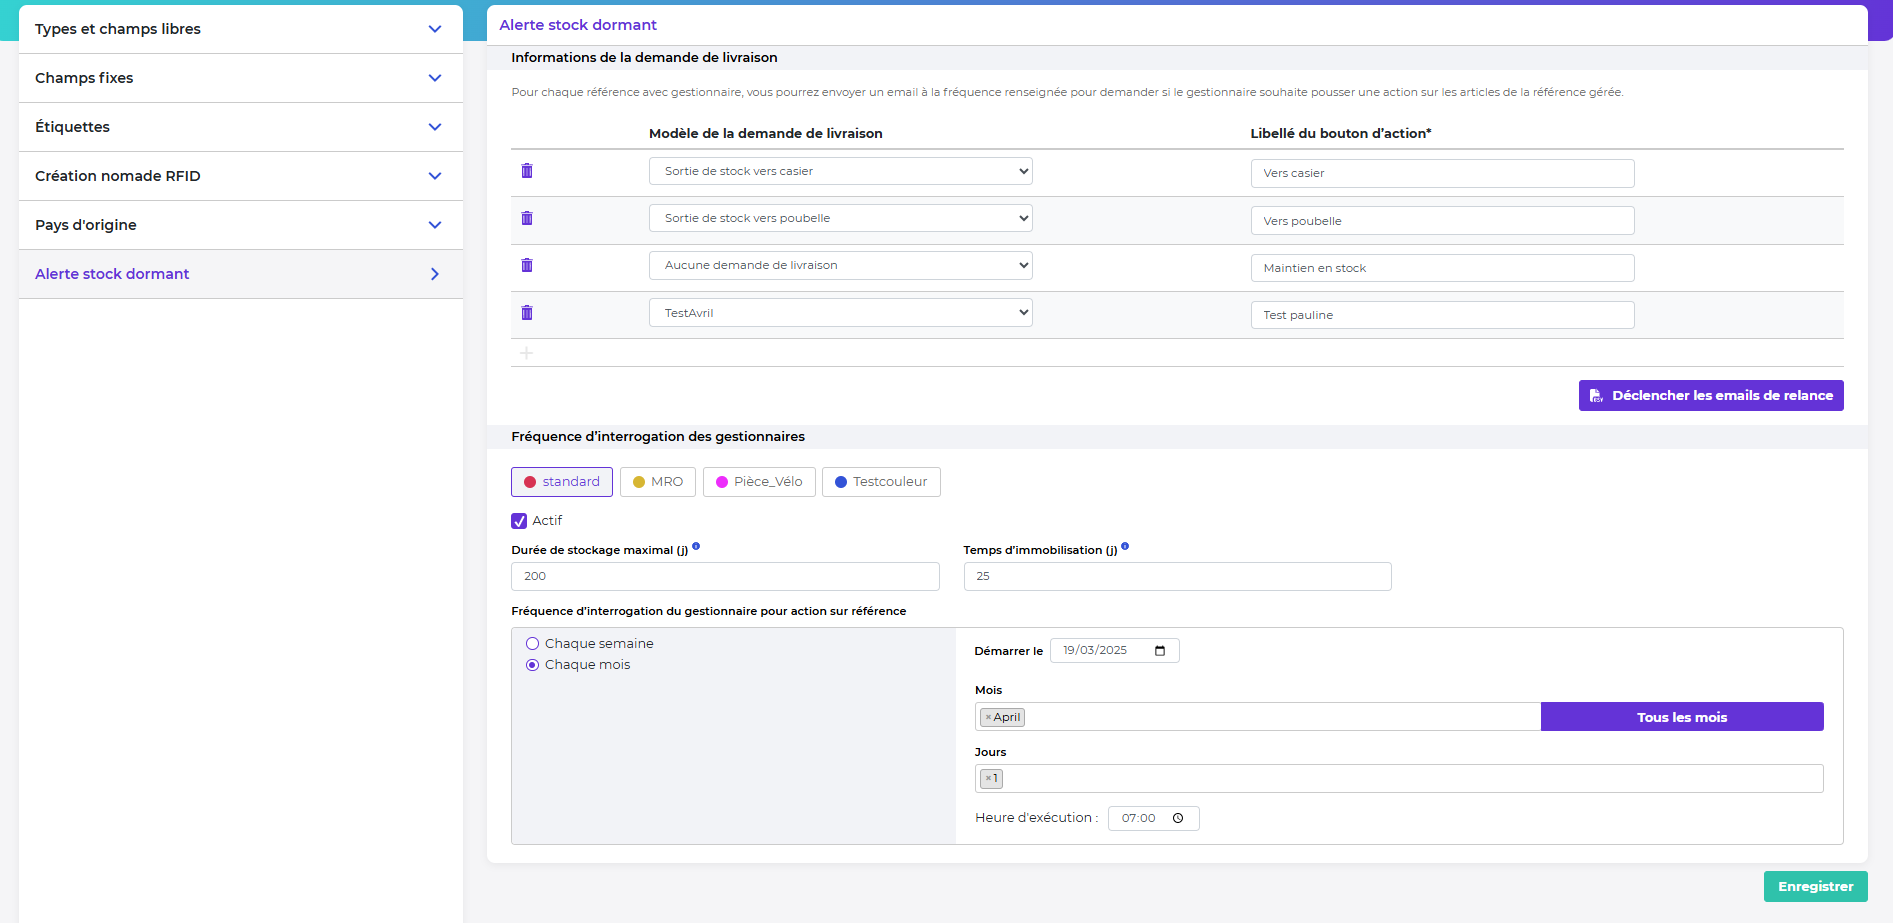 Types et champs libres
Champs fixes
Étiquettes
Création nomade RFID
Pays d'origine
Alerte stock dormant
Alerte stock dormant
Informations de la demande de livraison
Pour chaque référence avec gestionnaire, vous pourrez envoyer un email à la fréquence renseignée pour demander si le gestionnaire souhaite pousser une action sur les articles de la référence gérée.
Modèle de la demande de livraison Libellé du bouton d’action*
Sortie de stock vers casier Vers casier
Sortie de stock vers poubelle Vers poubelle
Aucune demande de livraison Maintien en stock
TestAvril Test pauline
Déclencher les emails de relance
Fréquence d’interrogation des gestionnaires
standard MRO Pièce_Vélo Testcouleur
Actif
Durée de stockage maximal (j) Temps d’immobilisation (j)
200 25
Fréquence d’interrogation du gestionnaire pour action sur référence
Chaque semaine
Chaque mois
Démarrer le 19/03/2025
Mois
×April Tous les mois
Jours
×1
Heure d'exécution : 07:00
Enregistrer